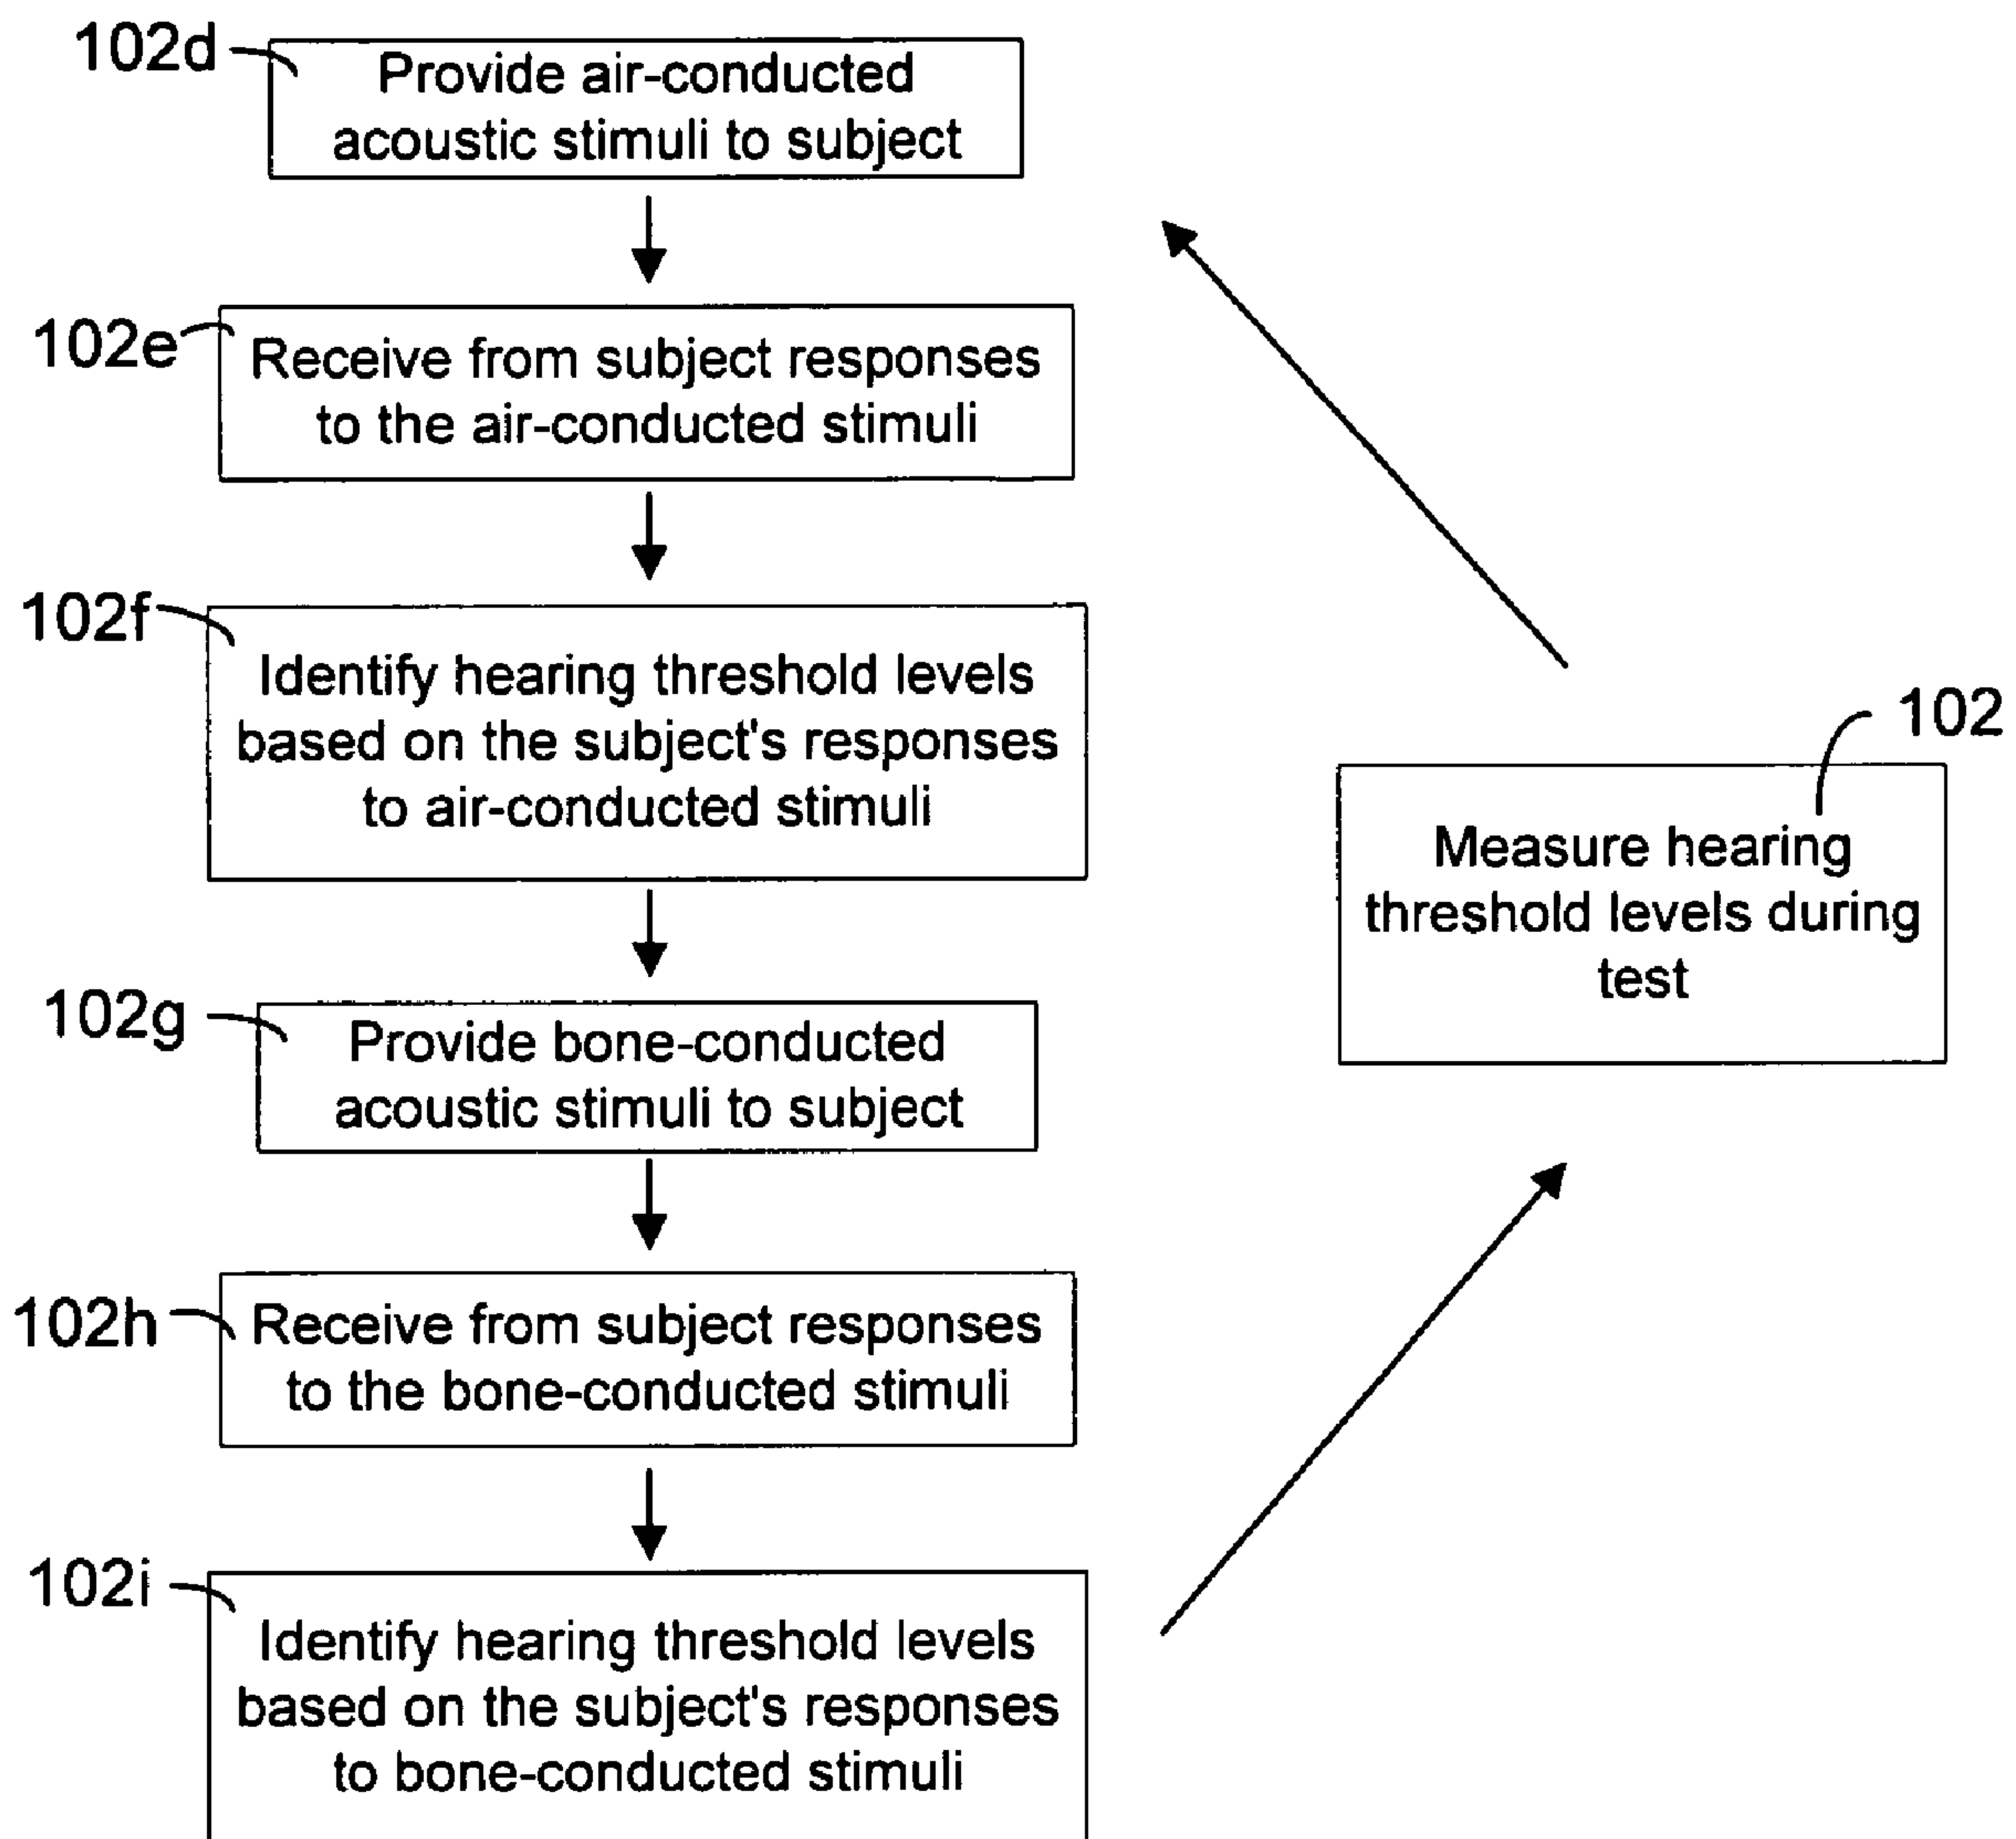 102d
Provide air-conducted
acoustic stimuli to subject
102e
Receive from subject responses
to the air-conducted stimuli
102f
Identify hearing threshold levels
based on the subject's responses
to air-conducted stimuli
102
Measure hearing
threshold levels during
test
102g
Provide bone-conducted
acoustic stimuli to subject
102h
Receive from subject responses
to the bone-conducted stimuli
102i
Identify hearing threshold levels
based on the subject's responses
to bone-conducted stimuli